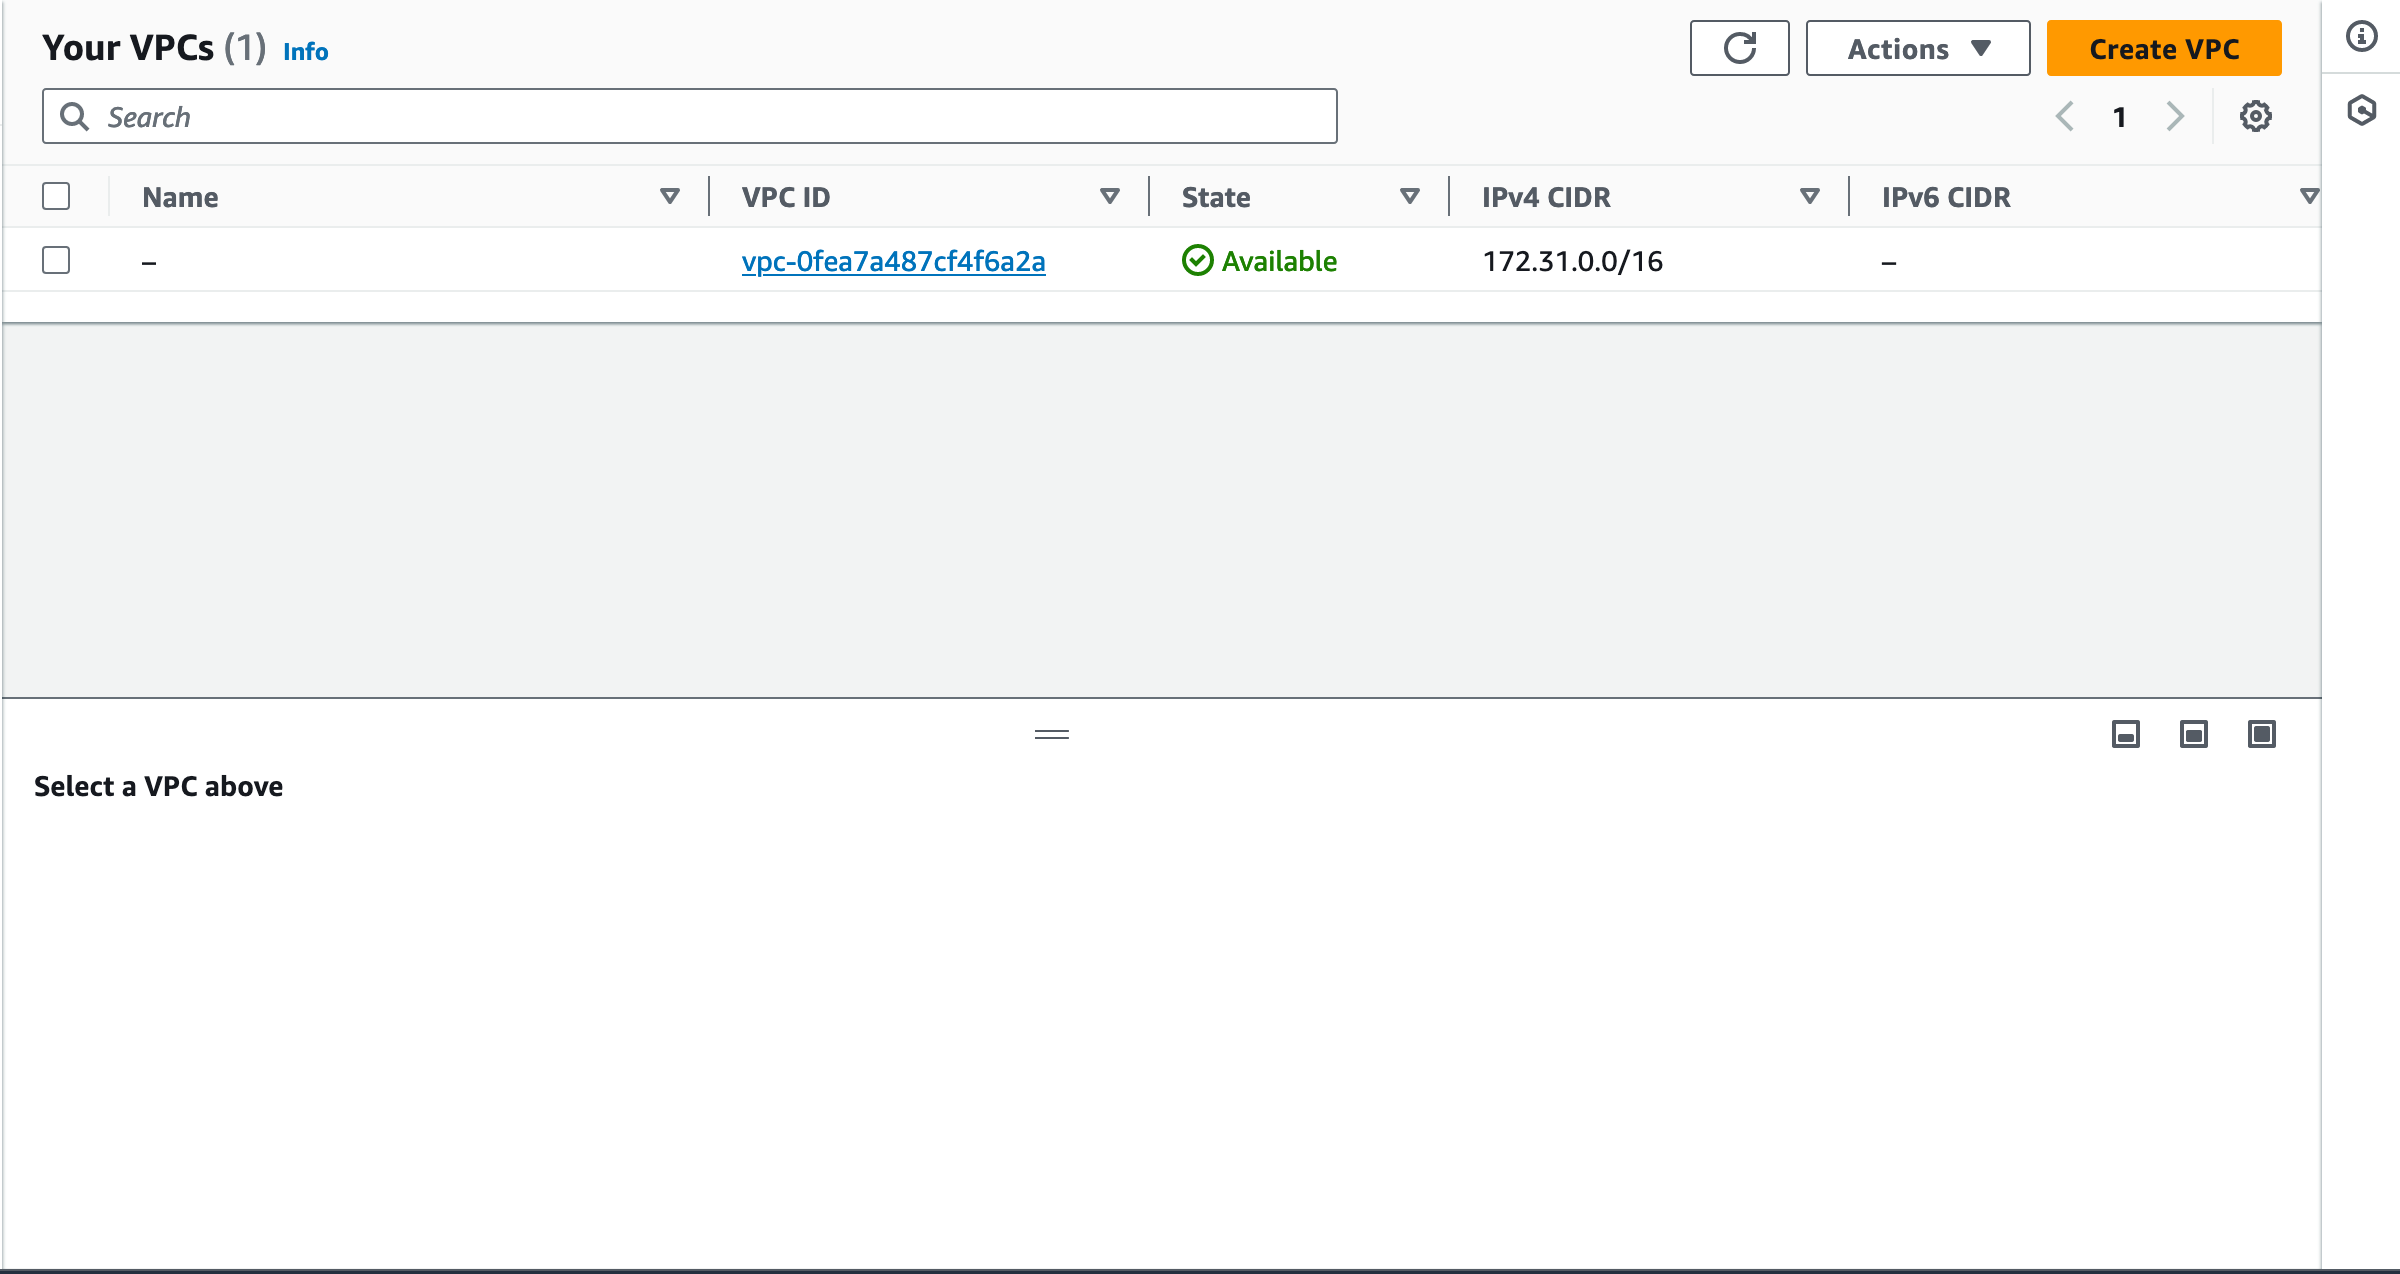 Your VPCs (1) Info
Actions
Create VPC
Search
1
Name VPC ID State IPv4 CIDR IPv6 CIDR
– vpc-0fea7a487cf4f6a2a Available 172.31.0.0/16 –
Select a VPC above